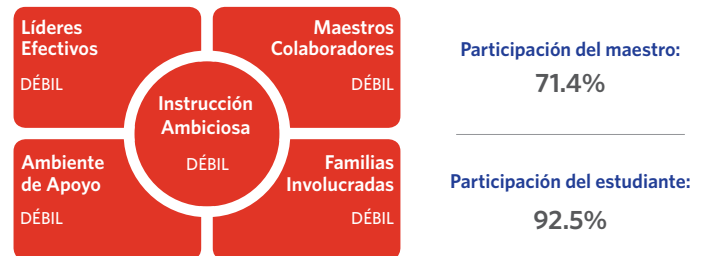 Líderes
Efectivos
DÉBIL
Maestros
Colaboradores
DÉBIL
Instrucción
Ambiciosa
DÉBIL
Ambiente
de Apoyo
DÉBIL
Familias
Involucradas
DÉBIL
Participación del maestro:
71.4%
Participación del estudiante:
92.5%